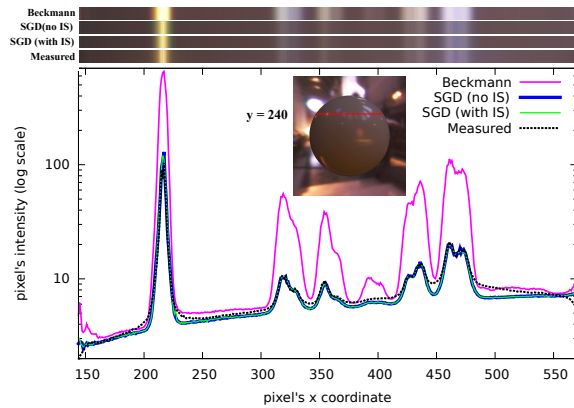 Beckmann
SGD(no IS)
SGD (with IS)
Measured
y = 240
Beckmann
SGD (no IS)
SGD (with IS)
Measured
pixel's intensity (log scale)
100
10
150 200 250 300 350 400 450 500 550
pixel's x coordinate